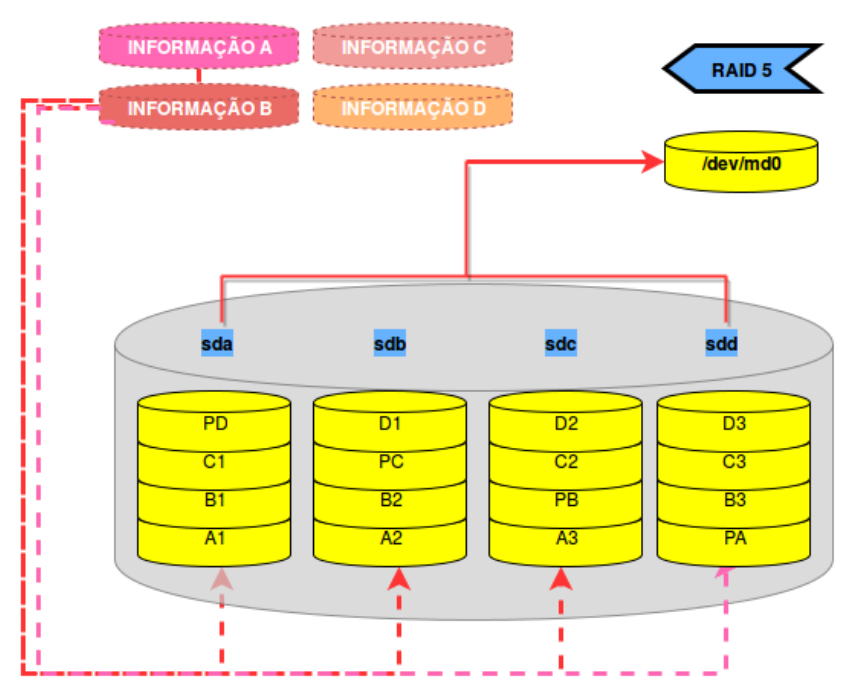 INFORMAÇÃO A
INFORMAÇÃO C
RAID 5
INFORMAÇÃO B
INFORMAÇÃO D
/dev/md0
sda
sdb
sdc
sdd
PD
D1
D2
D3
C1
PC
C2
C3
B1
B2
PB
B3
A1
A2
A3
PA